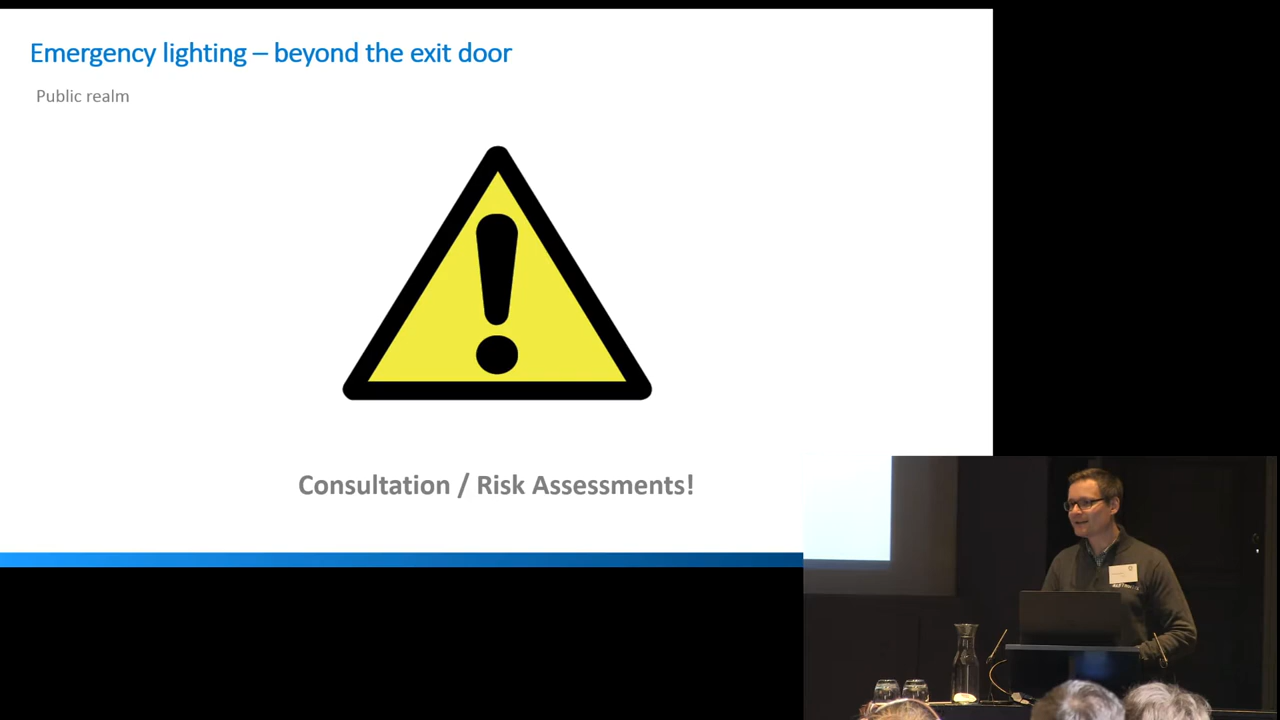 Emergency lighting – beyond the exit door
Public realm
Consultation / Risk Assessments!